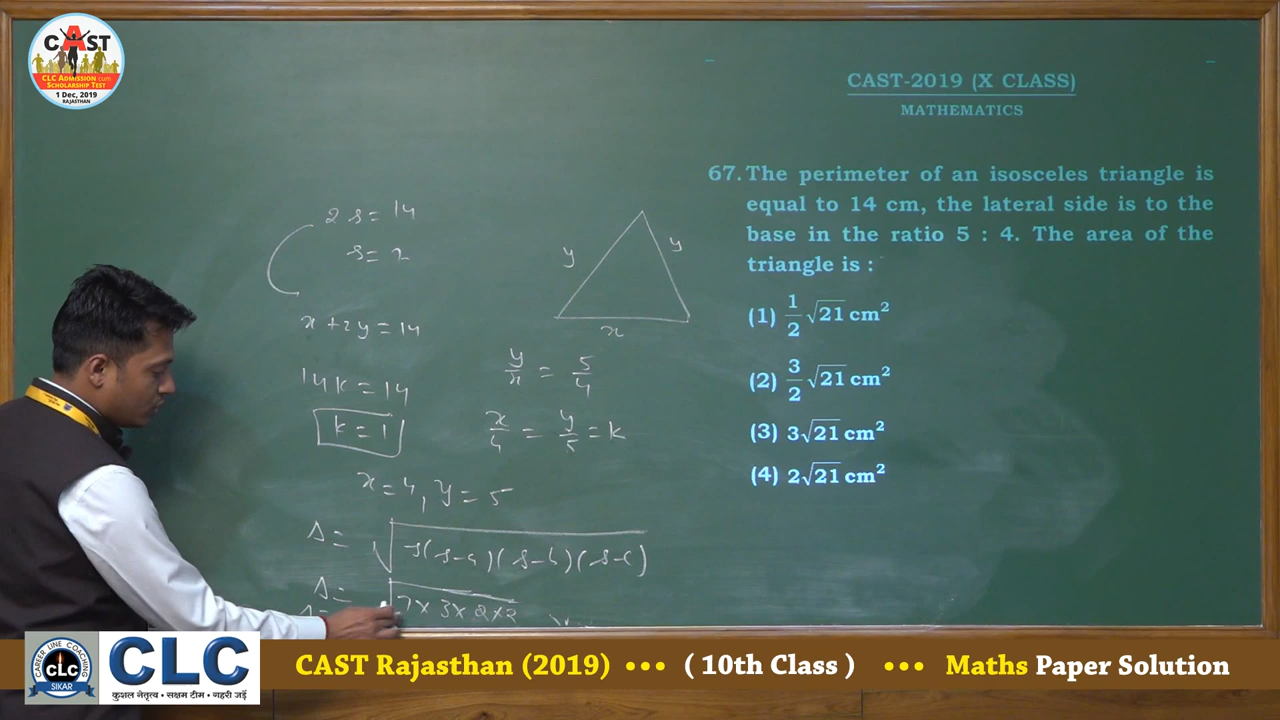 CAST
CLC ADMISSION cum
SCHOLARSHIP TEST
1 Dec, 2019
RAJASTHAN
CAST-2019 (X CLASS)
MATHEMATICS
67. The perimeter of an isosceles triangle is
equal to 14 cm, the lateral side is to the
base in the ratio 5 : 4. The area of the
triangle is :
(1) 1/2 √21 cm²
(2) 3/2 √21 cm²
(3) 3√21 cm²
(4) 2√21 cm²
2s = 14
y
y
x
x + 2y = 14
y/x = 5/4
14k = 14
k = 1
x/4 = y/5 = k
x = 4, y = 5
Δ = √s(s-a)(s-b)(s-c)
Δ = √7×3×2×2
CAREER LINE COACHING
CLC
SIKAR
CLC
कुशल नेतृत्व • सक्षम टीम • गहरी जड़ें
CAST Rajasthan (2019) ••• ( 10th Class ) ••• Maths Paper Solution